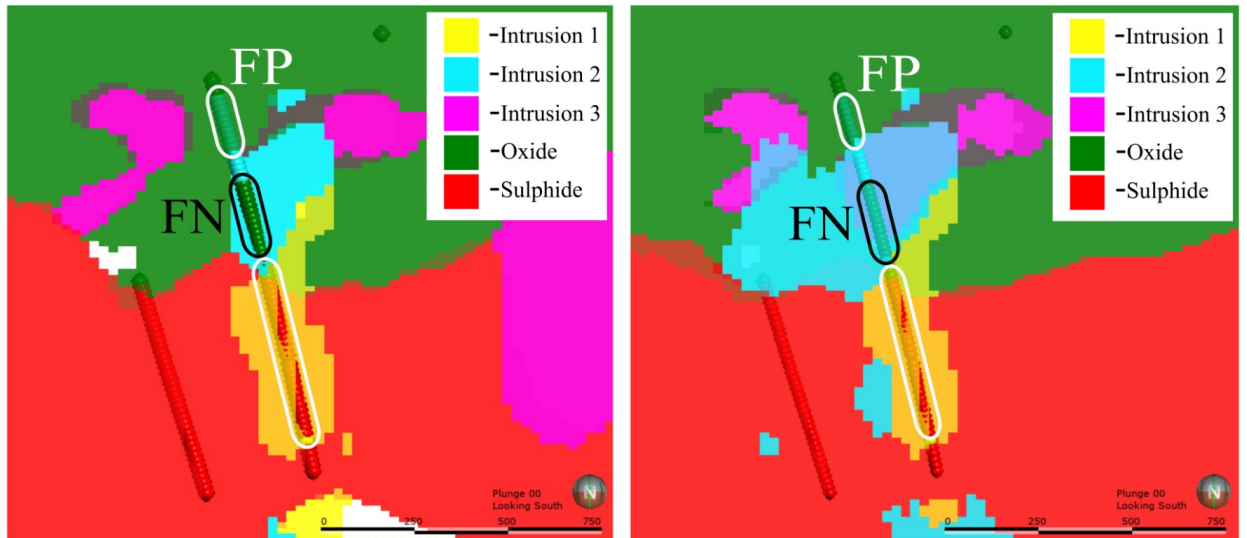 FP
FN
-Intrusion 1
-Intrusion 2
-Intrusion 3
-Oxide
-Sulphide
Plunge 00
Looking South
N
0 250 500 750
FP
FN
-Intrusion 1
-Intrusion 2
-Intrusion 3
-Oxide
-Sulphide
Plunge 00
Looking South
N
0 250 500 750